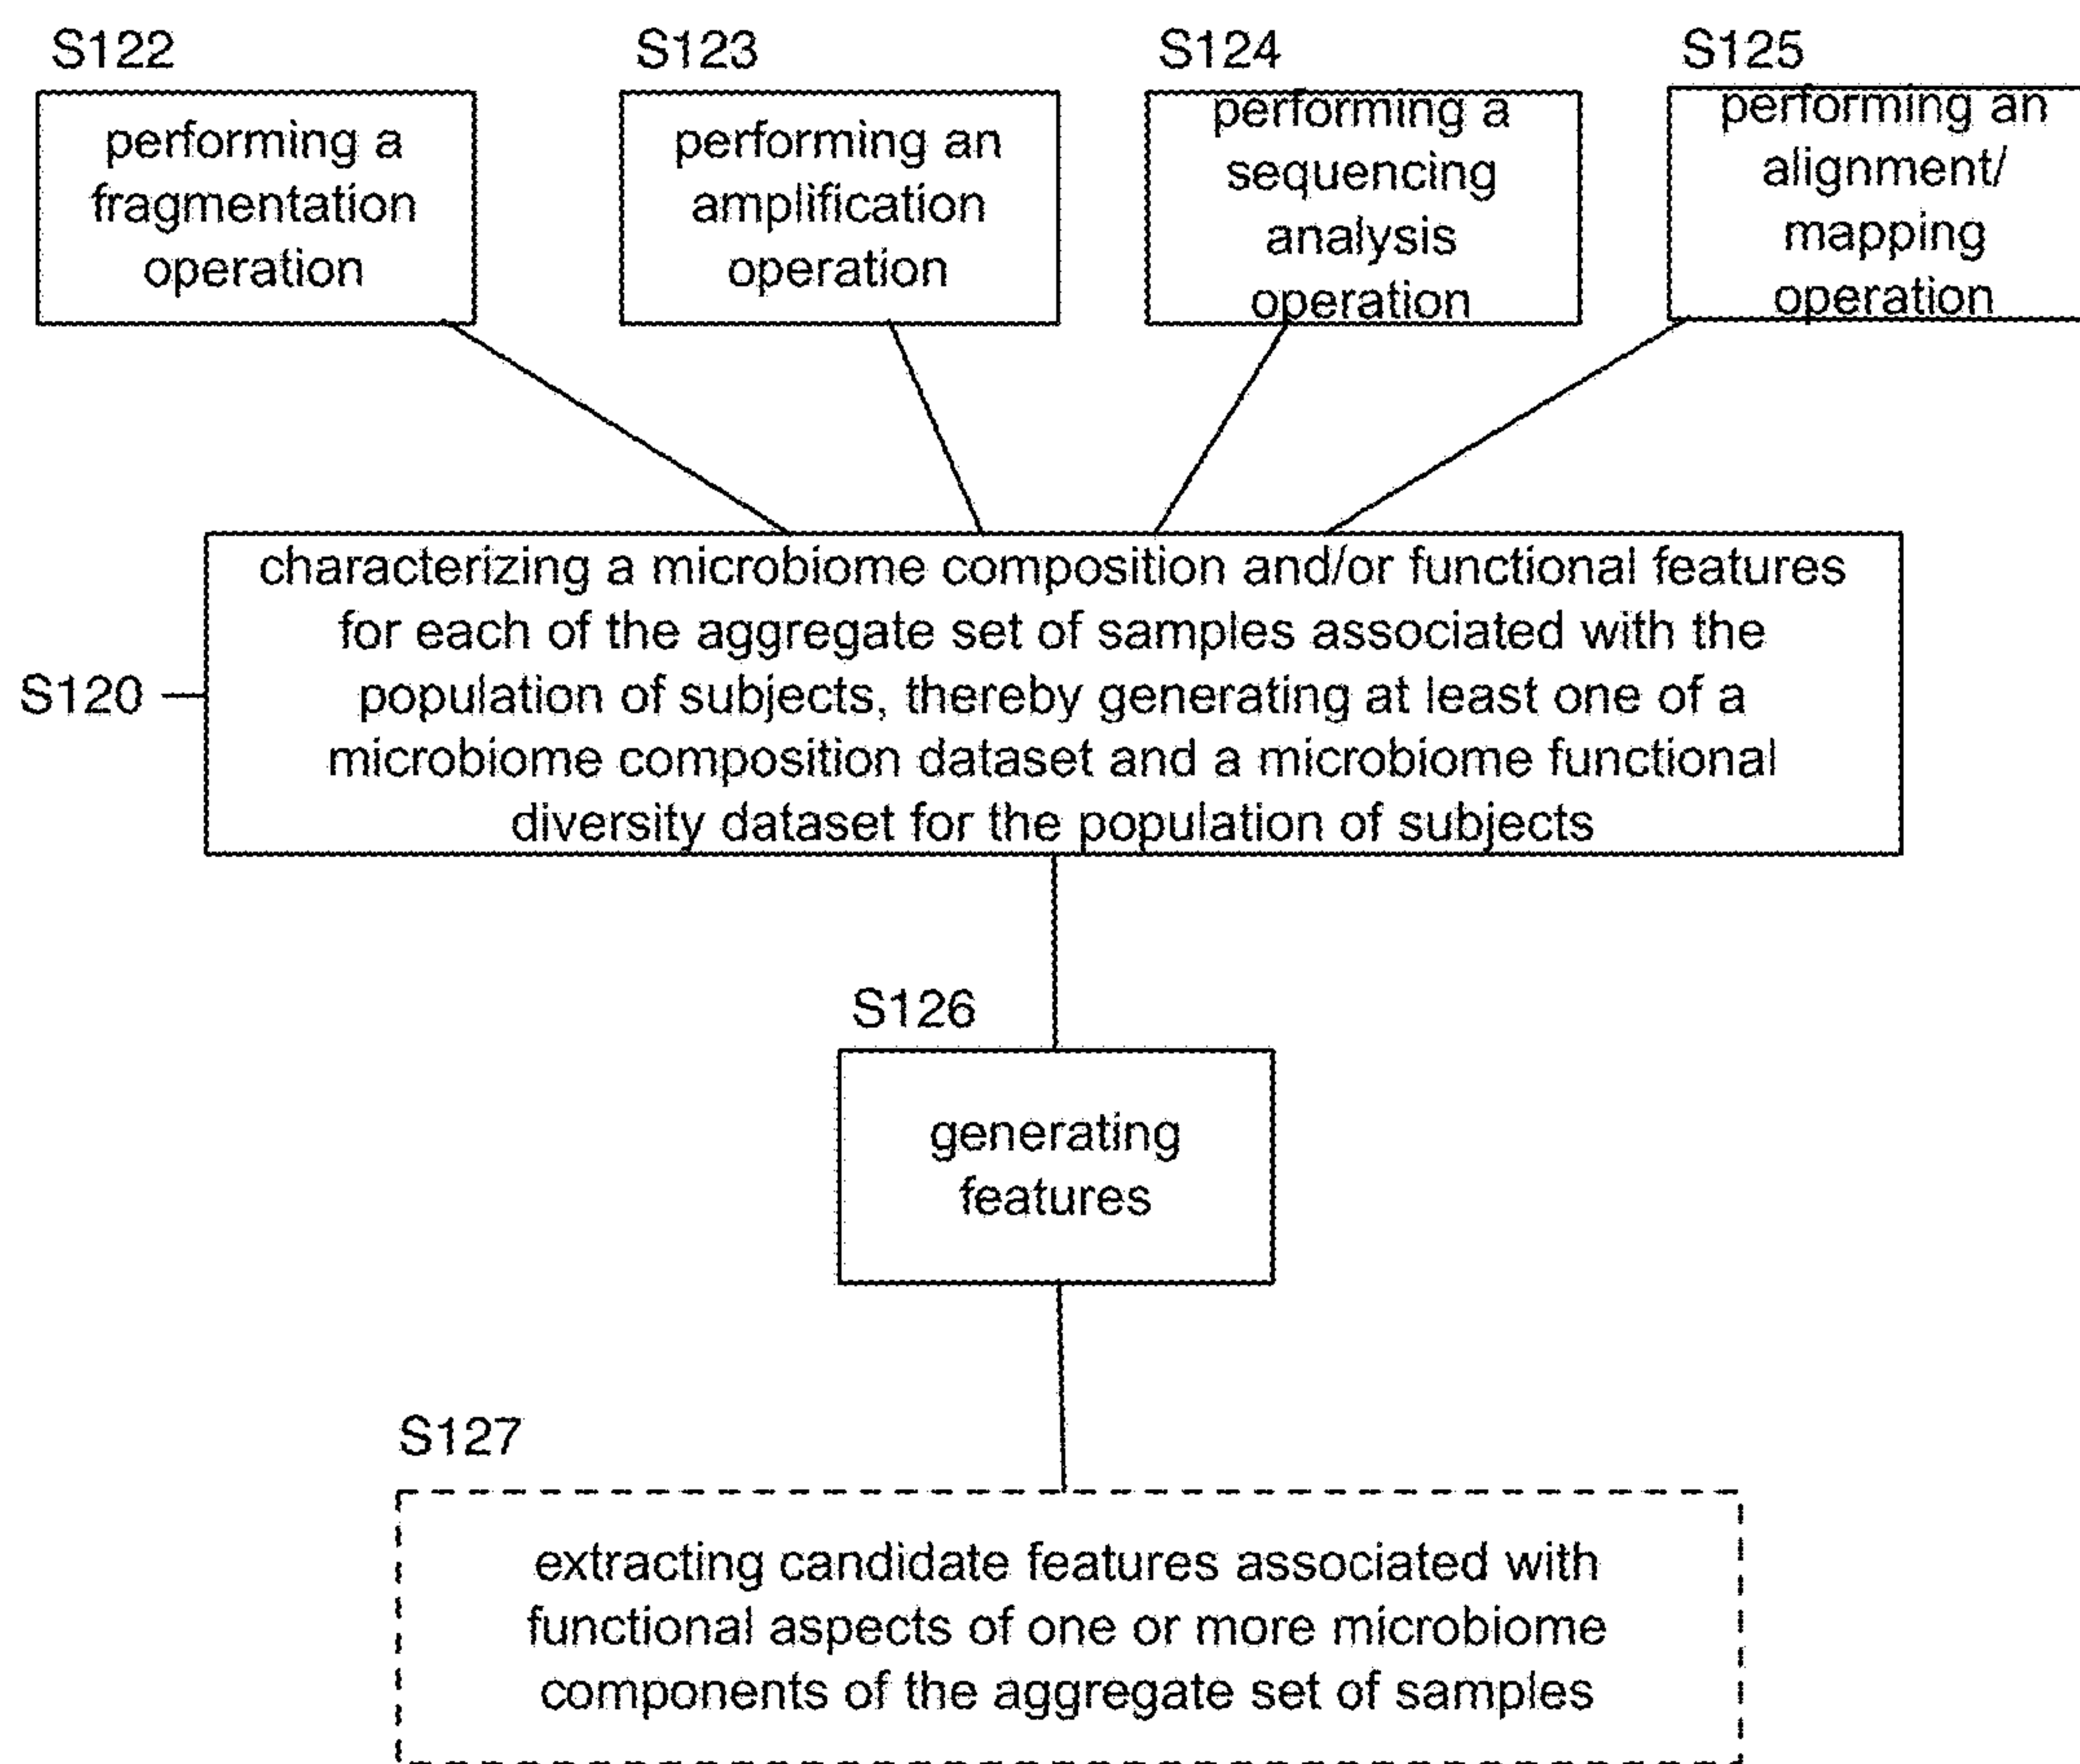 S122
performing a
fragmentation
operation
S123
performing an
amplification
operation
S124
performing a
sequencing
analysis
operation
S125
performing an
alignment/
mapping
operation
S120
characterizing a microbiome composition and/or functional features
for each of the aggregate set of samples associated with the
population of subjects, thereby generating at least one of a
microbiome composition dataset and a microbiome functional
diversity dataset for the population of subjects
S126
generating
features
S127
extracting candidate features associated with
functional aspects of one or more microbiome
components of the aggregate set of samples